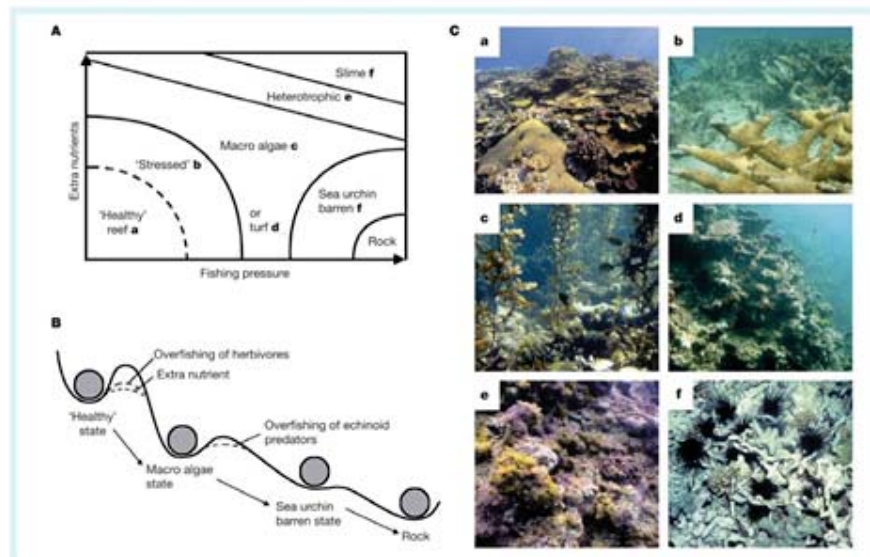 A
Extra nutrients
Slime f
Heterotrophic e
Macro algae c
'Stressed' b
'Healthy'
reef a
or
turf d
Sea urchin
barren f
Rock
Fishing pressure
B
Overfishing of herbivores
Extra nutrient
'Healthy'
state
Overfishing of echinoid
predators
Macro algae
state
Sea urchin
barren state
Rock
C
a
b
c
d
e
f